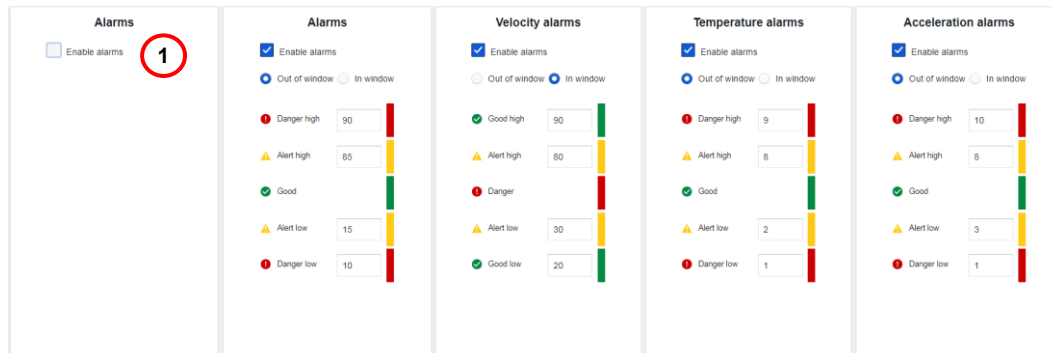 Alarms
Enable alarms
1
Alarms
Enable alarms
Out of window In window
Danger high 90
Alert high 85
Good
Alert low 15
Danger low 10
Velocity alarms
Enable alarms
Out of window In window
Good high 90
Alert high 80
Danger
Alert low 30
Good low 20
Temperature alarms
Enable alarms
Out of window In window
Danger high 9
Alert high 8
Good
Alert low 2
Danger low 1
Acceleration alarms
Enable alarms
Out of window In window
Danger high 10
Alert high 8
Good
Alert low 3
Danger low 1